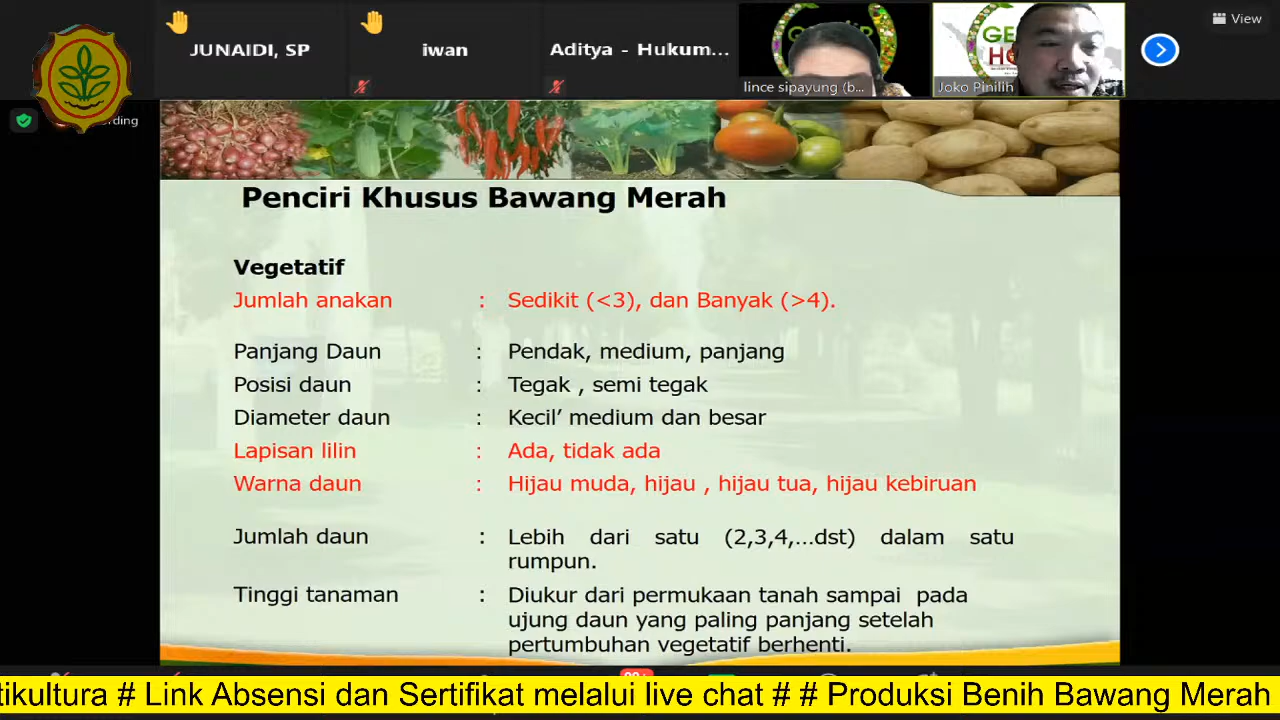 JUNAIDI, SP
iwan
Aditya - Hukum...
lince sipayung (b...
Joko Pinilih
View
Penciri Khusus Bawang Merah
Vegetatif
Jumlah anakan : Sedikit (<3), dan Banyak (>4).
Panjang Daun : Pendak, medium, panjang
Posisi daun : Tegak , semi tegak
Diameter daun : Kecil’ medium dan besar
Lapisan lilin : Ada, tidak ada
Warna daun : Hijau muda, hijau , hijau tua, hijau kebiruan
Jumlah daun : Lebih dari satu (2,3,4,...dst) dalam satu
rumpun.
Tinggi tanaman : Diukur dari permukaan tanah sampai pada
ujung daun yang paling panjang setelah
pertumbuhan vegetatif berhenti.
tikultura # Link Absensi dan Sertifikat melalui live chat # # Produksi Benih Bawang Merah